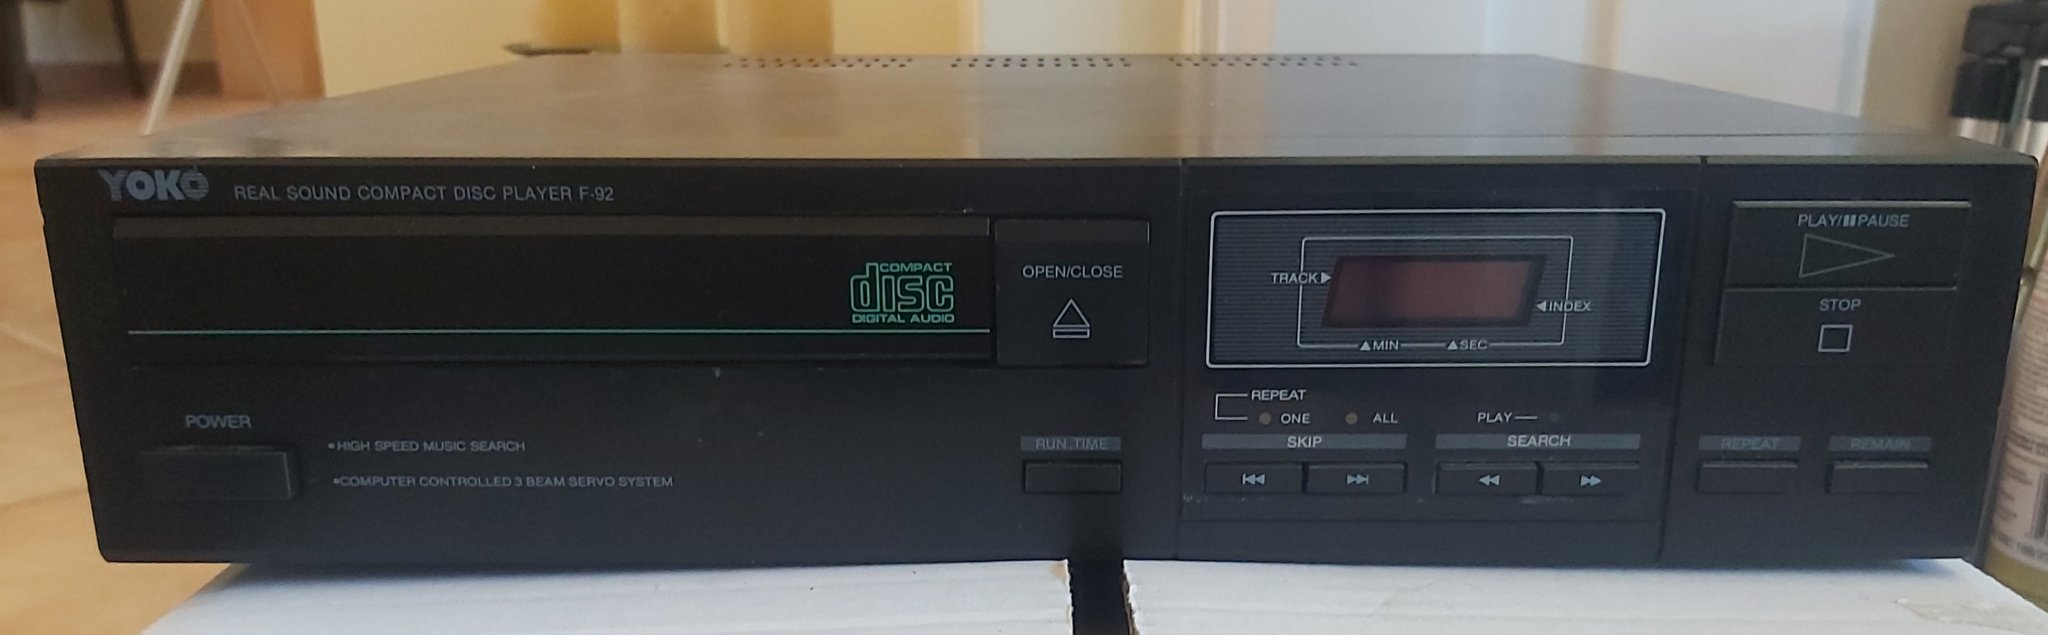 YOKO REAL SOUND COMPACT DISC PLAYER F-92
COMPACT
disc
DIGITAL AUDIO
OPEN/CLOSE
TRACK
INDEX
MIN SEC
PLAY/PAUSE
STOP
POWER
•HIGH SPEED MUSIC SEARCH
•COMPUTER CONTROLLED 3 BEAM SERVO SYSTEM
RUN.TIME
REPEAT
ONE ALL PLAY
SKIP SEARCH
REPEAT REMAIN